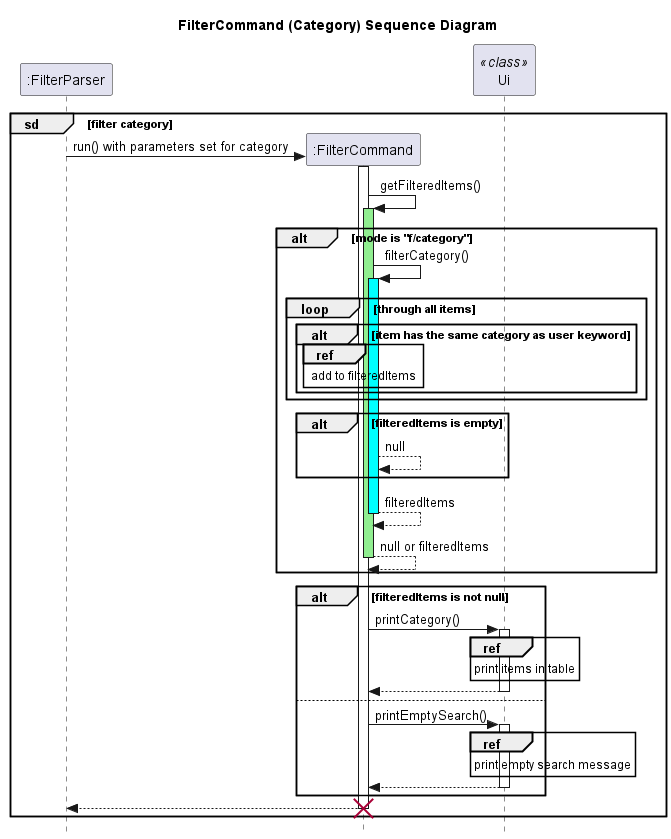 FilterCommand (Category) Sequence Diagram
«class»
:FilterParser
Ui
sd [filter category]
run() with parameters set for category
:FilterCommand
getFilteredItems()
alt [mode is "f/category"]
filterCategory()
loop [through all items]
alt [item has the same category as user keyword]
ref
add to filteredItems
alt [filteredItems is empty]
null
filteredItems
null or filteredItems
alt [filteredItems is not null]
printCategory()
ref
print items in table
printEmptySearch()
ref
print empty search message